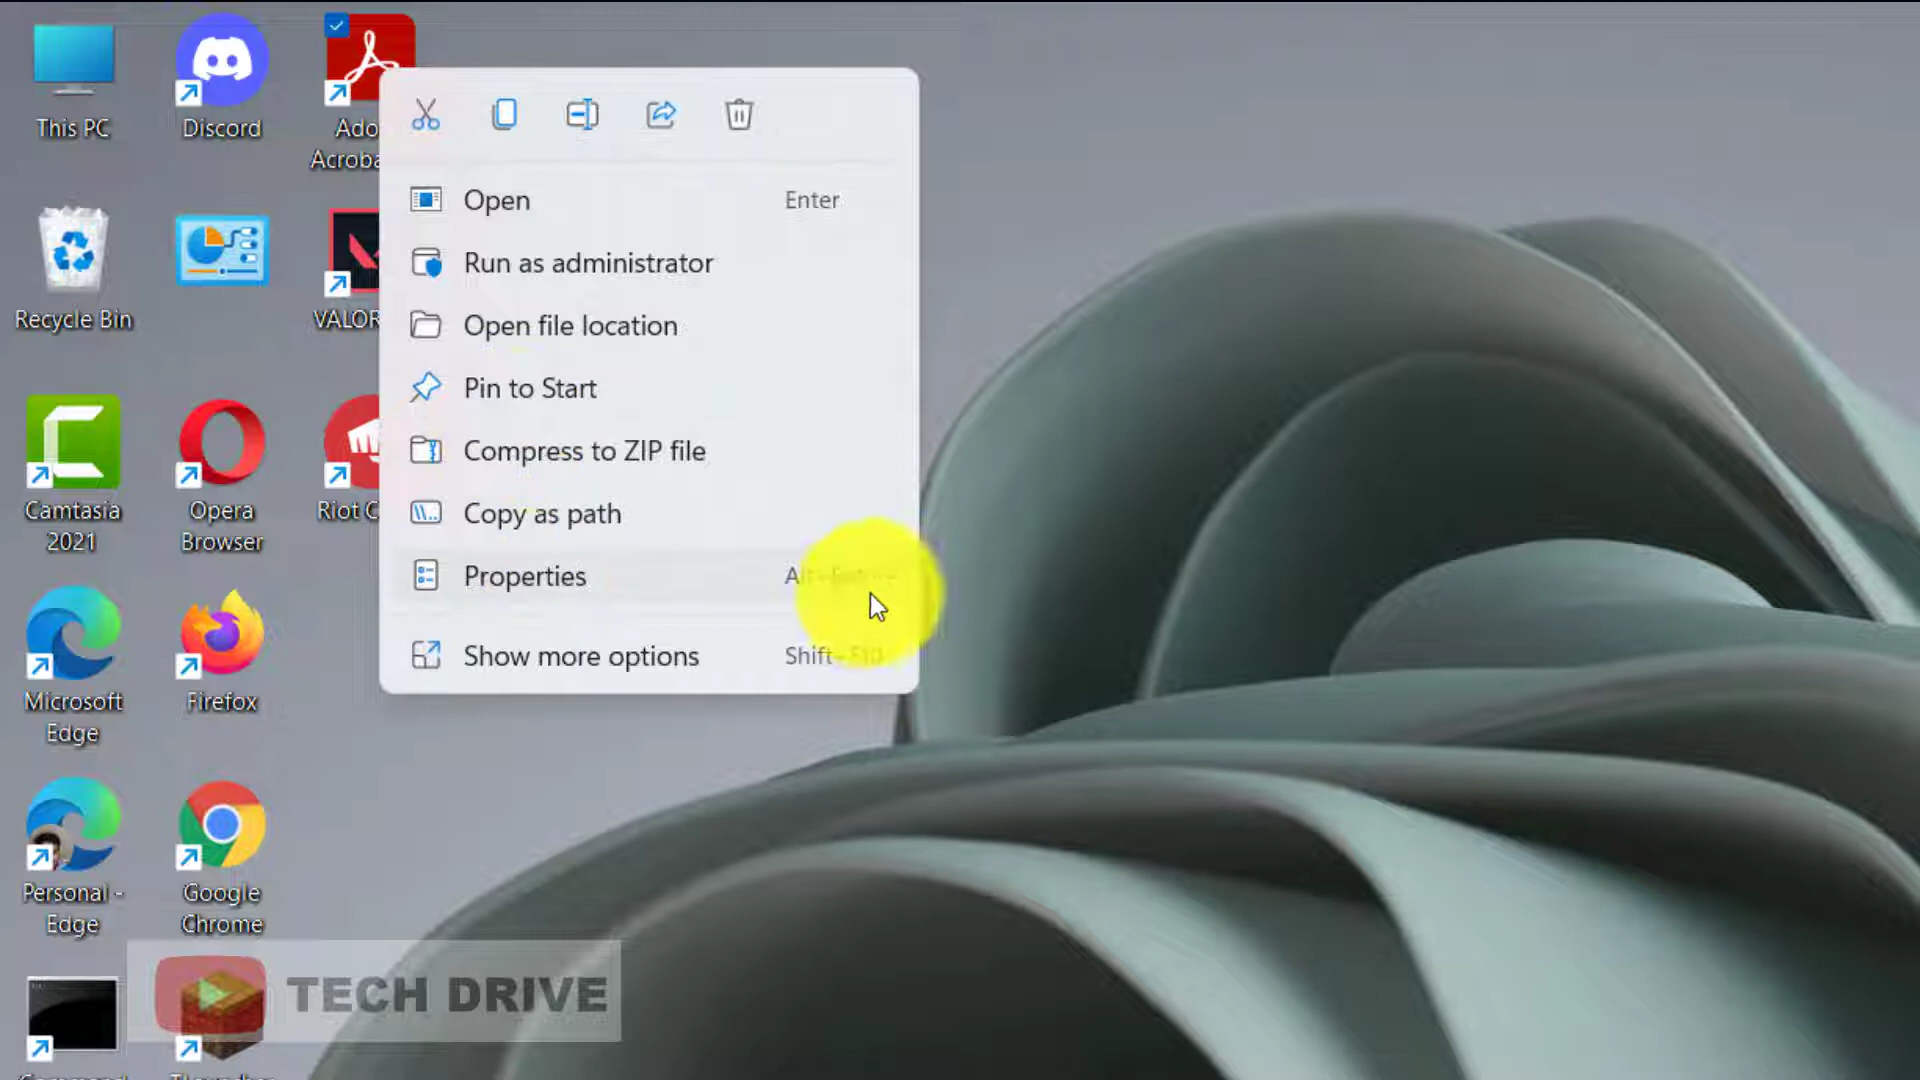 This PC
Discord
Ado
Acroba
Recycle Bin
VALOR
Camtasia
2021
Opera
Browser
Riot C
Microsoft
Edge
Firefox
Personal -
Edge
Google
Chrome
Open Enter
Run as administrator
Open file location
Pin to Start
Compress to ZIP file
Copy as path
Properties
Show more options Shift+F10
TECH DRIVE